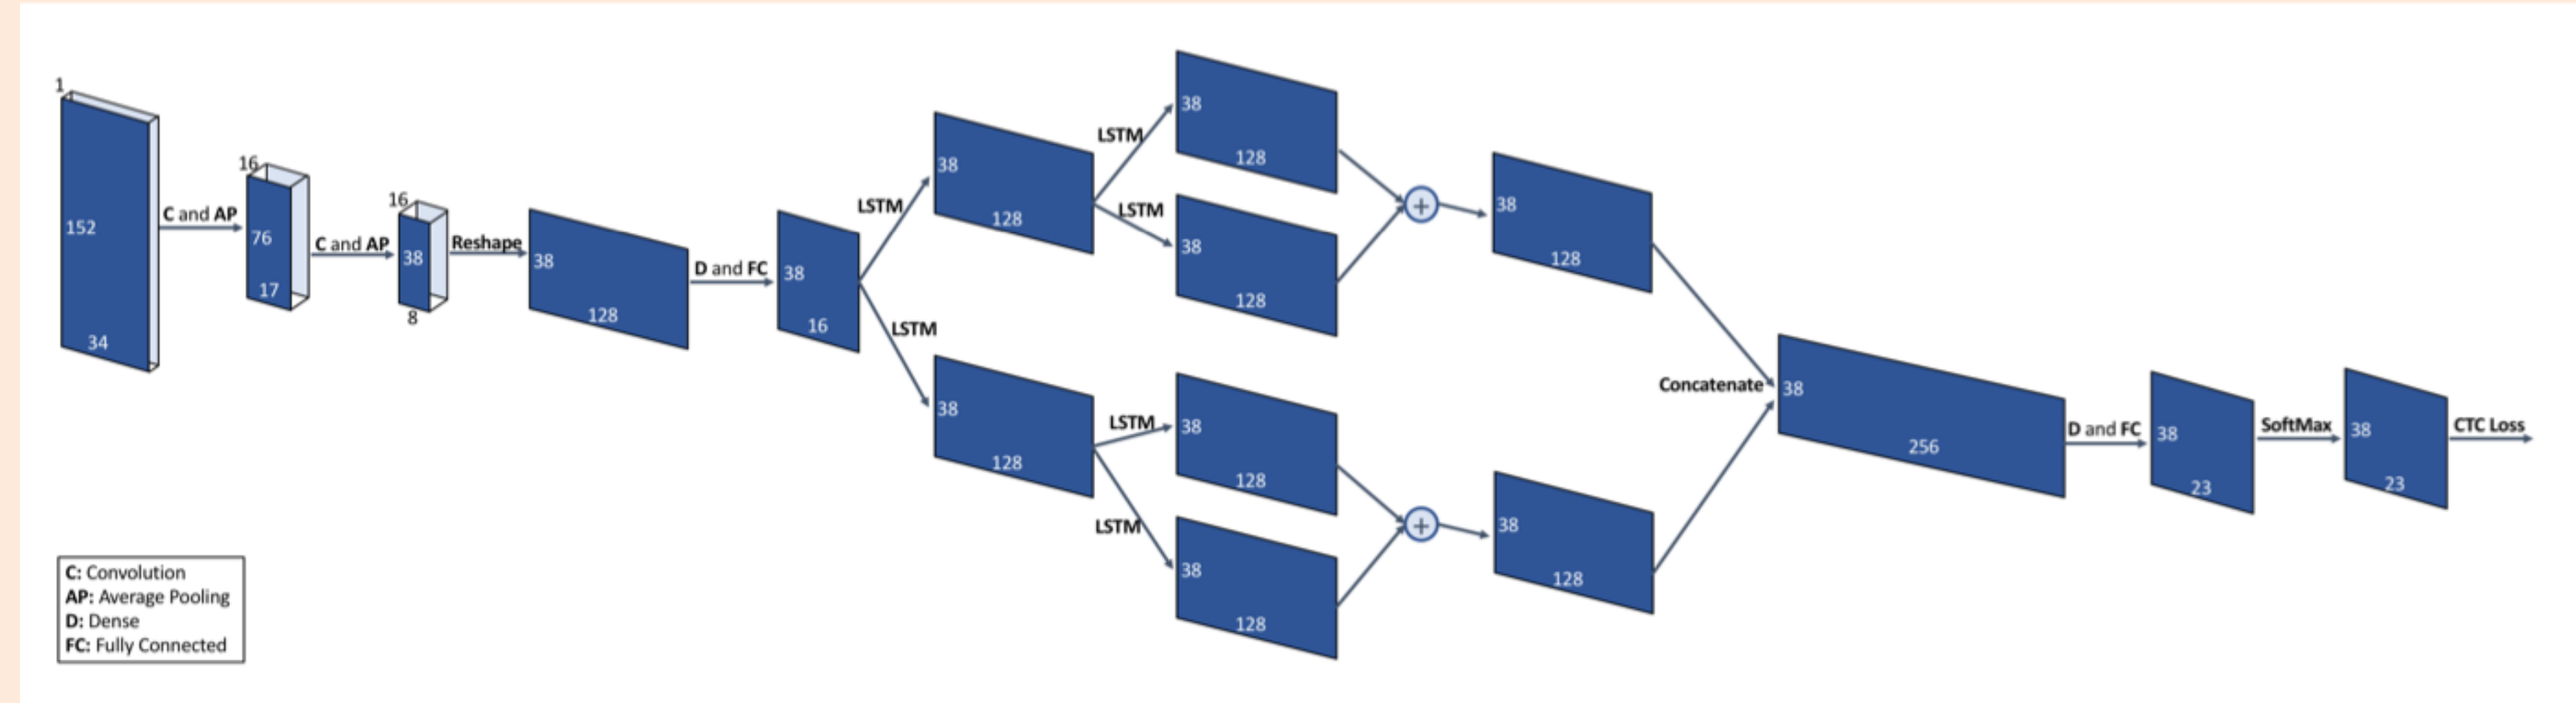 1
152
34
C and AP
16
76
17
C and AP
16
38
8
Reshape
38
128
D and FC
38
16
LSTM
LSTM
38
128
38
128
LSTM
LSTM
LSTM
LSTM
38
128
38
128
38
128
38
128
38
128
38
128
Concatenate
38
256
D and FC
38
23
SoftMax
38
23
CTC Loss
C: Convolution
AP: Average Pooling
D: Dense
FC: Fully Connected